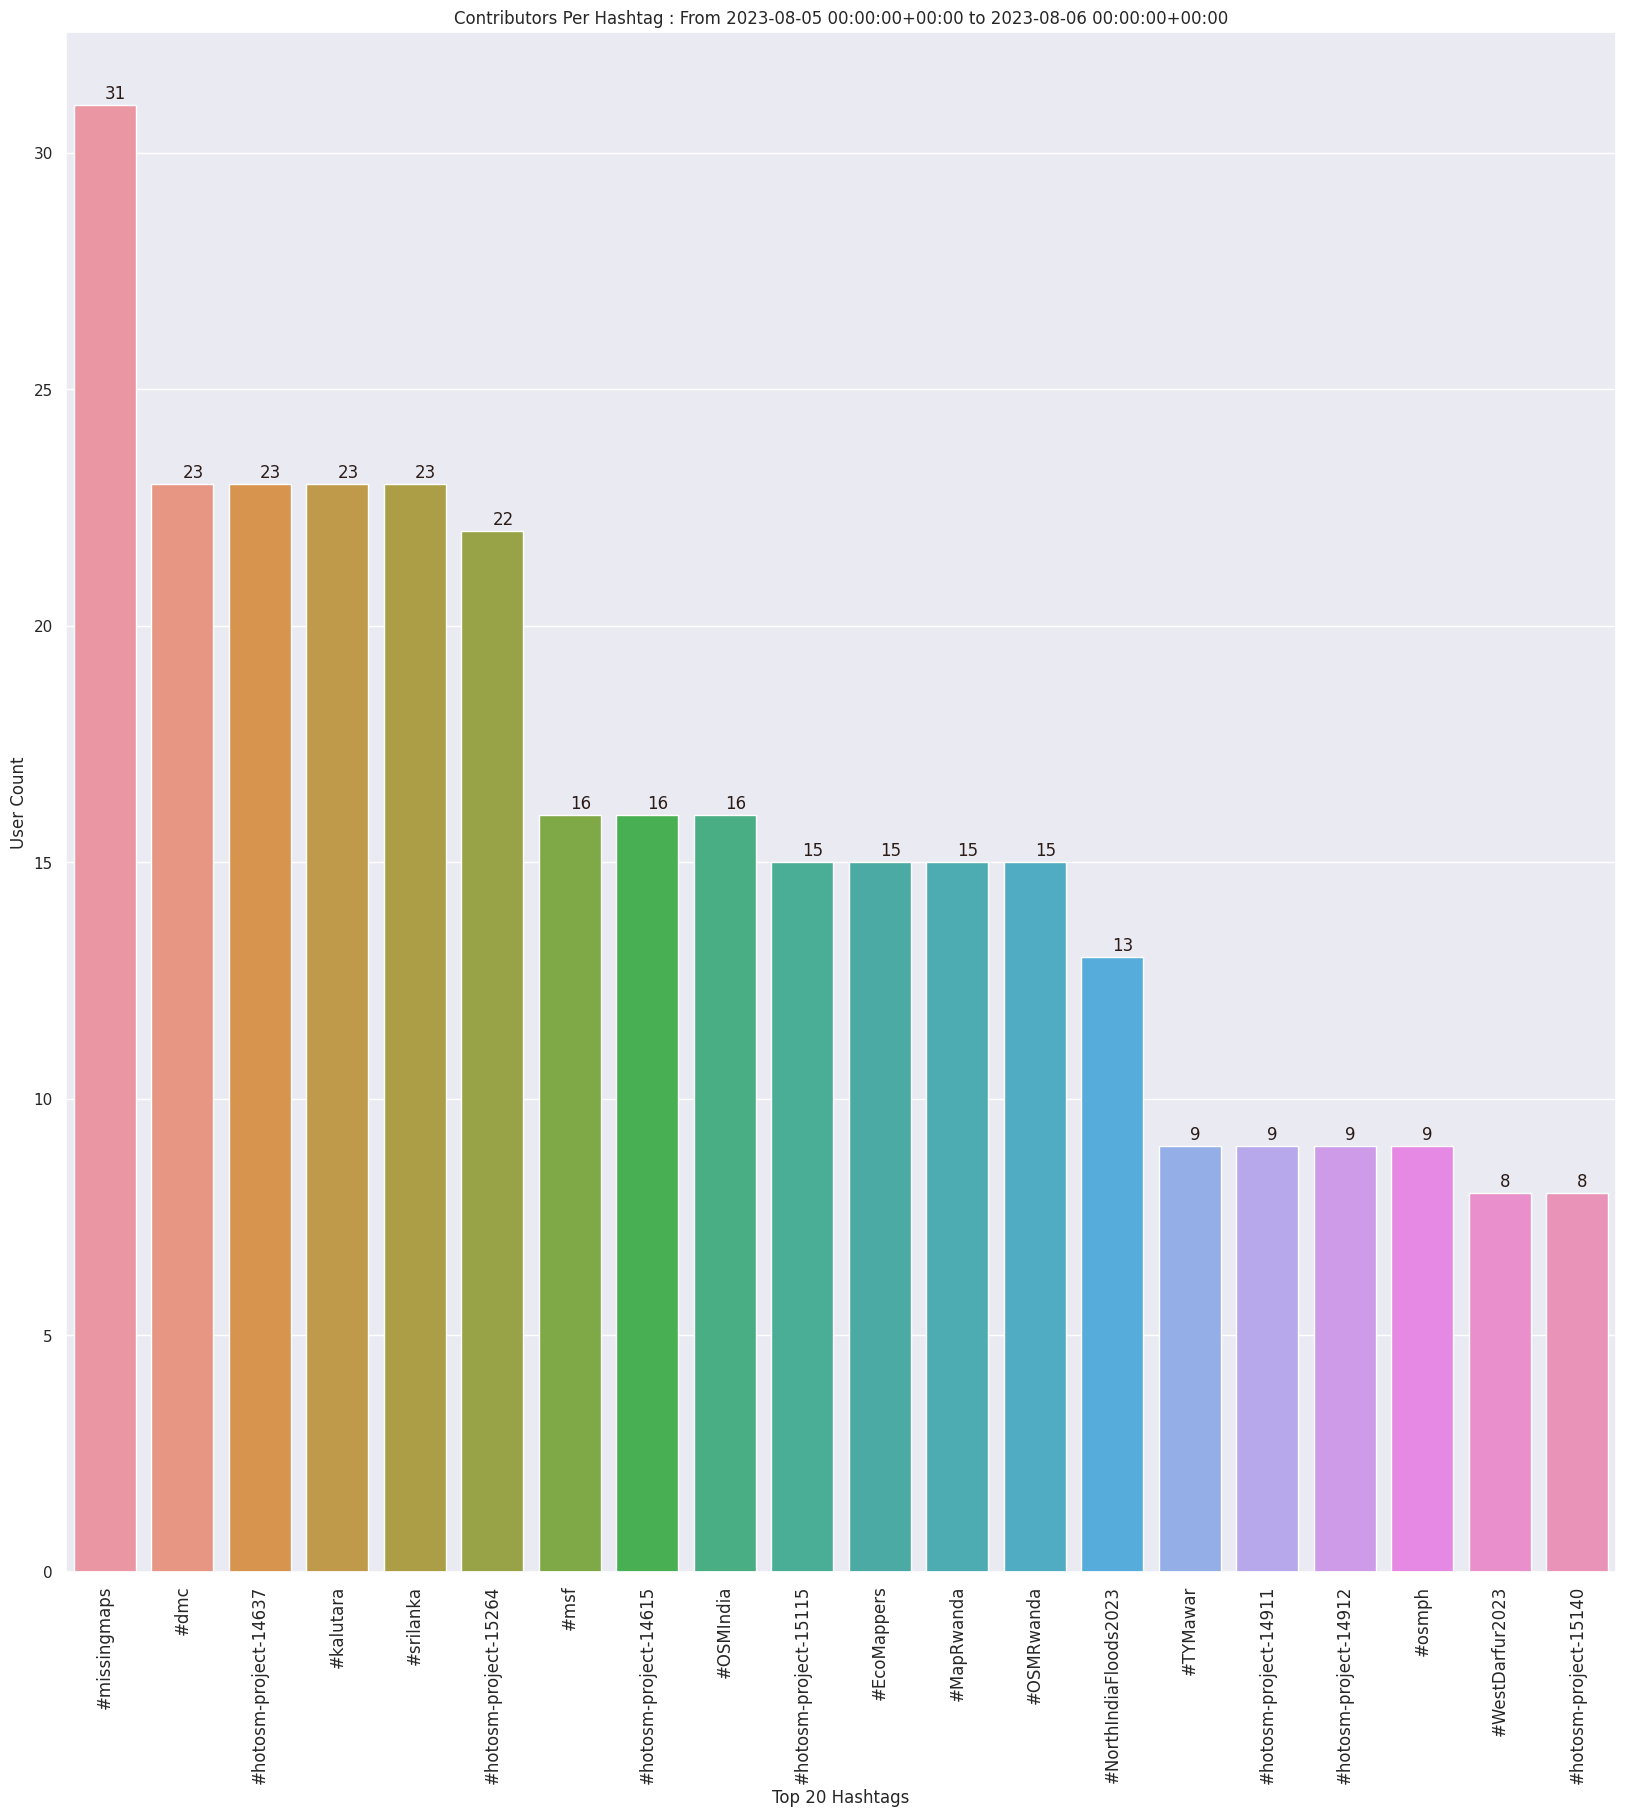 Contributors Per Hashtag : From 2023-08-05 00:00:00+00:00 to 2023-08-06 00:00:00+00:00
User Count
30
25
20
15
10
5
0
31
23
23
23
23
22
16
16
16
15
15
15
15
13
9
9
9
9
8
8
#missingmaps
#dmc
#hotosm-project-14637
#kalutara
#srilanka
#hotosm-project-15264
#msf
#hotosm-project-14615
#OSMIndia
#hotosm-project-15115
#EcoMappers
#MapRwanda
#OSMRwanda
#NorthIndiaFloods2023
#TYMawar
#hotosm-project-14911
#hotosm-project-14912
#osmph
#WestDarfur2023
#hotosm-project-15140
Top 20 Hashtags